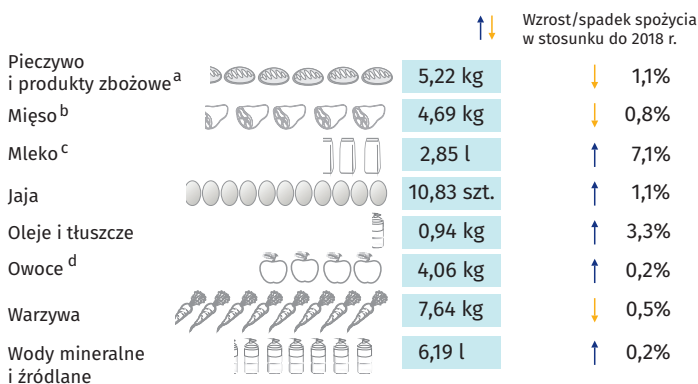 Wzrost/spadek spożycia
w stosunku do 2018 r.
Pieczywo
i produkty zbożowe a 5,22 kg 1,1%
Mięso b 4,69 kg 0,8%
Mleko c 2,85 l 7,1%
Jaja 10,83 szt. 1,1%
Oleje i tłuszcze 0,94 kg 3,3%
Owoce d 4,06 kg 0,2%
Warzywa 7,64 kg 0,5%
Wody mineralne 6,19 l 0,2%
i źródlane